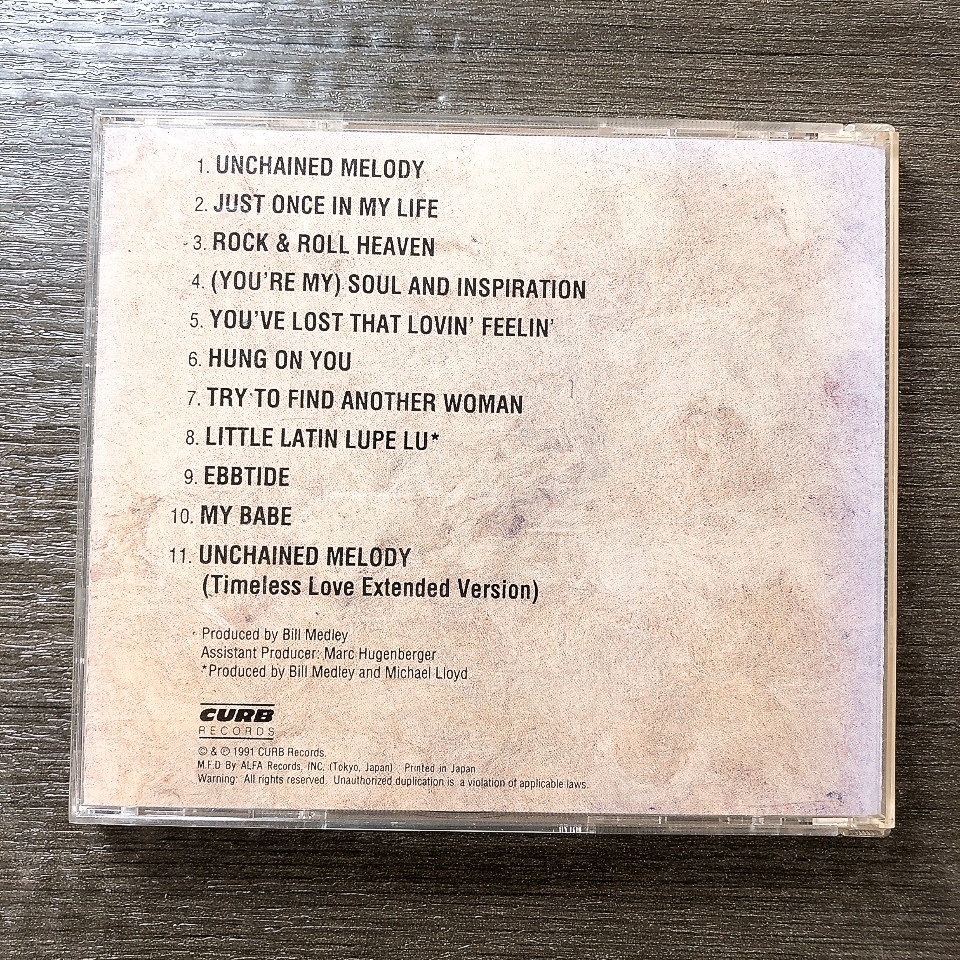 1. UNCHAINED MELODY
2. JUST ONCE IN MY LIFE
3. ROCK & ROLL HEAVEN
4. (YOU'RE MY) SOUL AND INSPIRATION
5. YOU'VE LOST THAT LOVIN' FEELIN'
6. HUNG ON YOU
7. TRY TO FIND ANOTHER WOMAN
8. LITTLE LATIN LUPE LU*
9. EBBTIDE
10. MY BABE
11. UNCHAINED MELODY
(Timeless Love Extended Version)
Produced by Bill Medley
Assistant Producer: Marc Hugenberger
*Produced by Bill Medley and Michael Lloyd
CURB
RECORDS
© & ℗ 1991 CURB Records.
M.F.D By ALFA Records, INC. (Tokyo, Japan) Printed in Japan
Warning: All rights reserved. Unauthorized duplication is a violation of applicable laws.